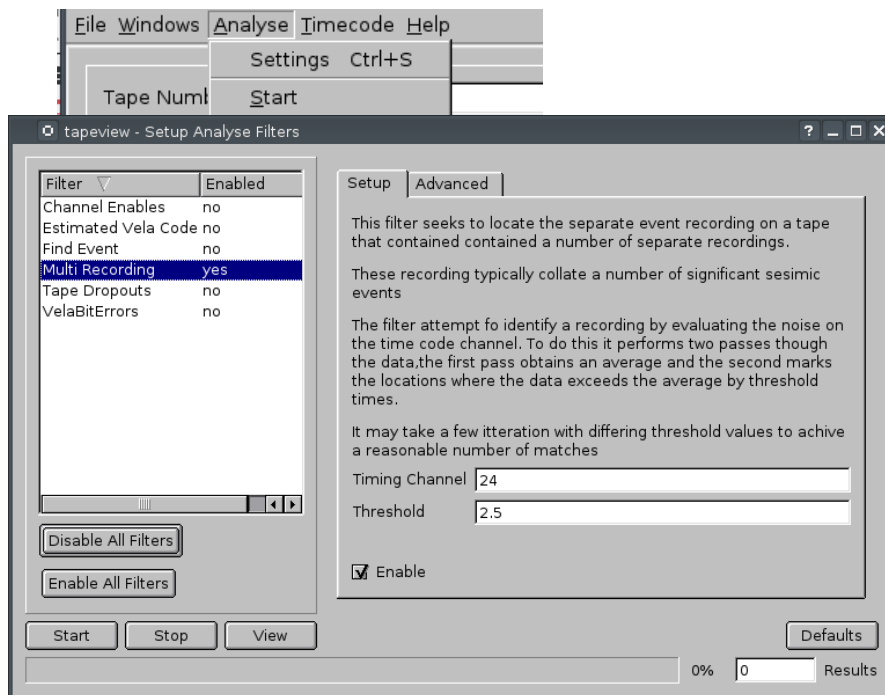 File Windows Analyse Timecode Help
Settings Ctrl+S
Tape Numb
Start
tapeview - Setup Analyse Filters
Filter Enabled
Channel Enables no
Estimated Vela Code no
Find Event no
Multi Recording yes
Tape Dropouts no
VelaBitErrors no
Disable All Filters
Enable All Filters
Setup Advanced
This filter seeks to locate the separate event recording on a tape
that contained contained a number of separate recordings.
These recording typically collate a number of significant sesimic
events
The filter attempt fo identify a recording by evaluating the noise on
the time code channel. To do this it performs two passes though
the data,the first pass obtains an average and the second marks
the locations where the data exceeds the average by threshold
times.
It may take a few itteration with differing threshold values to achive
a reasonable number of matches
Timing Channel 24
Threshold 2.5
Enable
Start Stop View
Defaults
0% 0 Results